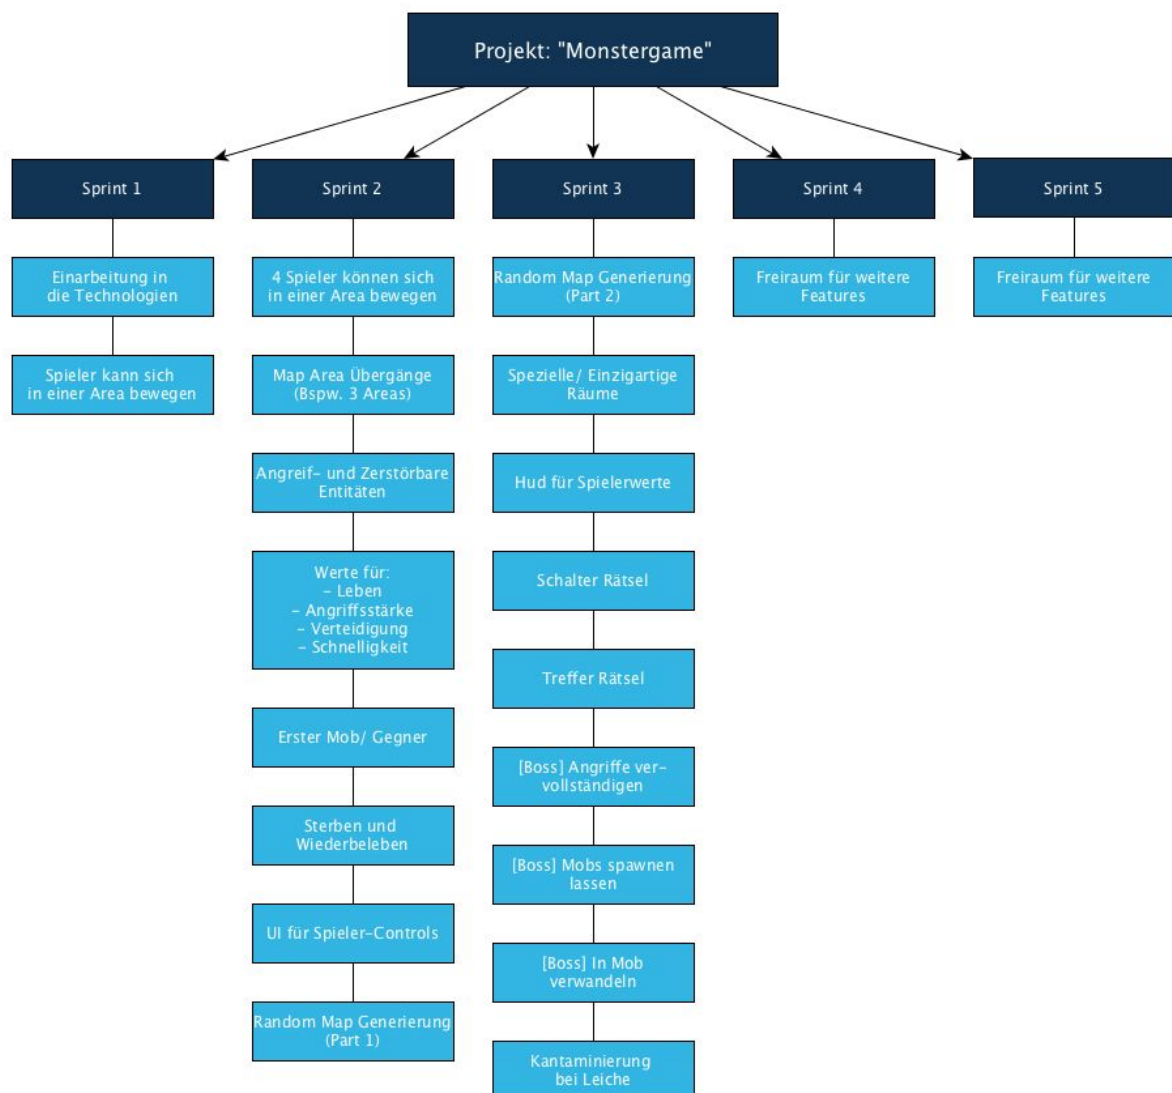 Projekt: "Monstergame"
Sprint 1
Sprint 2
Sprint 3
Sprint 4
Sprint 5
Einarbeitung in
die Technologien
Spieler kann sich
in einer Area bewegen
4 Spieler können sich
in einer Area bewegen
Map Area Übergänge
(Bspw. 3 Areas)
Angreif- und Zerstörbare
Entitäten
Werte für:
- Leben
- Angriffsstärke
- Verteidigung
- Schnelligkeit
Erster Mob/ Gegner
Sterben und
Wiederbeleben
UI für Spieler-Controls
Random Map Generierung
(Part 1)
Random Map Generierung
(Part 2)
Spezielle/ Einzigartige
Räume
Hud für Spielerwerte
Schalter Rätsel
Treffer Rätsel
[Boss] Angriffe ver-
vollständigen
[Boss] Mobs spawnen
lassen
[Boss] In Mob
verwandeln
Kantaminierung
bei Leiche
Freiraum für weitere
Features
Freiraum für weitere
Features